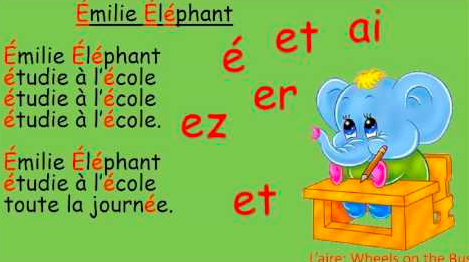 Émilie Éléphant
Émilie Éléphant
étudie à l'école
étudie à l'école
étudie à l'école.
Émilie Éléphant
étudie à l'école
toute la journée.
é et ai
er
ez
et
L'aire: Wheels on the Bus